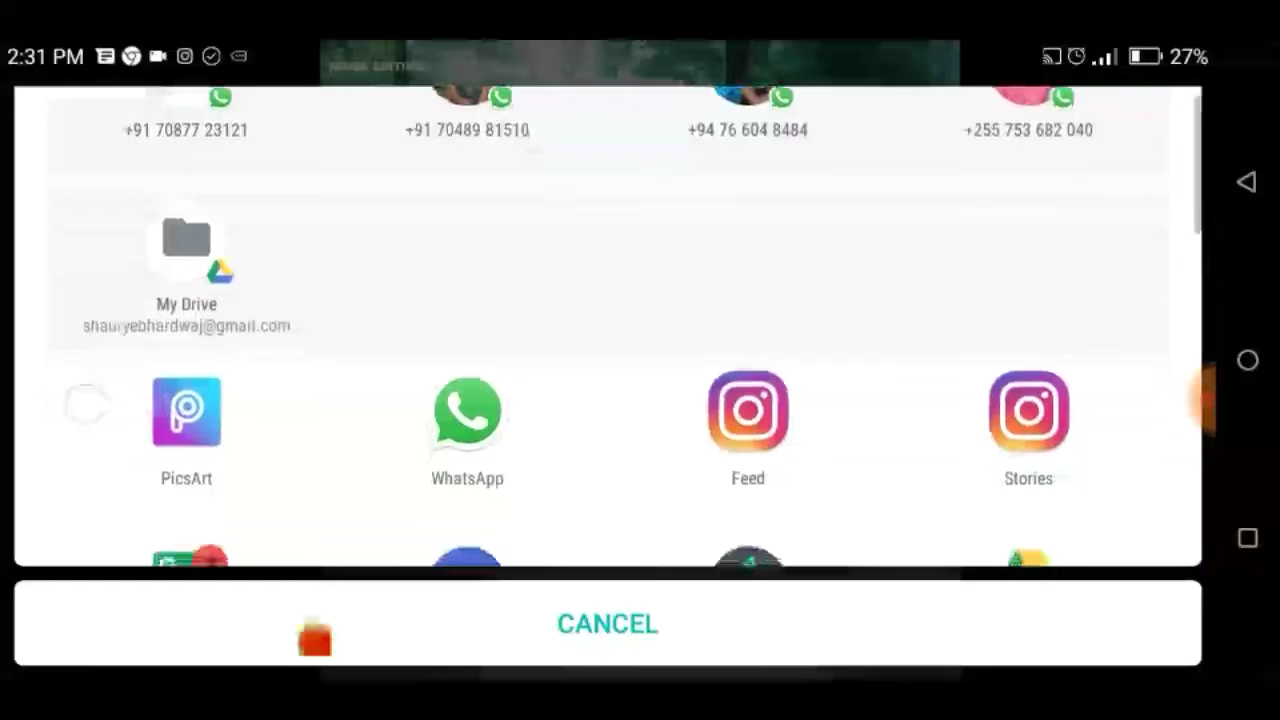 2:31 PM
27%
+91 70877 23121
+91 70489 81510
+94 76 604 8484
+255 753 682 040
My Drive
shauryebhardwaj@gmail.com
PicsArt
WhatsApp
Feed
Stories
CANCEL